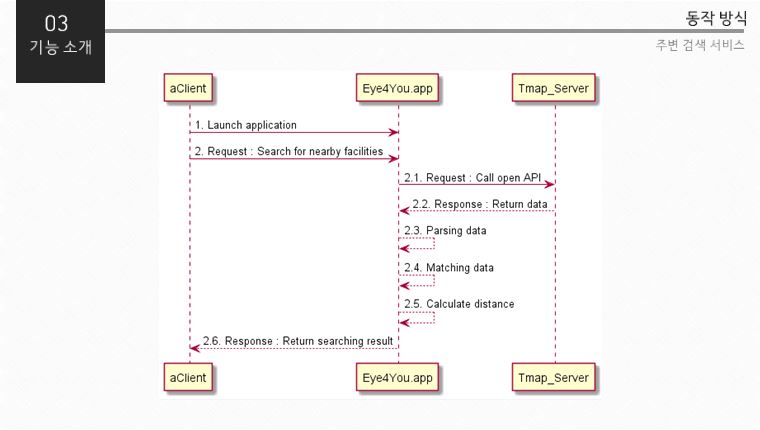 03
기능 소개
동작 방식
주변 검색 서비스
aClient
Eye4You.app
Tmap_Server
1. Launch application
2. Request : Search for nearby facilities
2.1. Request : Call open API
2.2. Response : Return data
2.3. Parsing data
2.4. Matching data
2.5. Calculate distance
2.6. Response : Return searching result
aClient
Eye4You.app
Tmap_Server